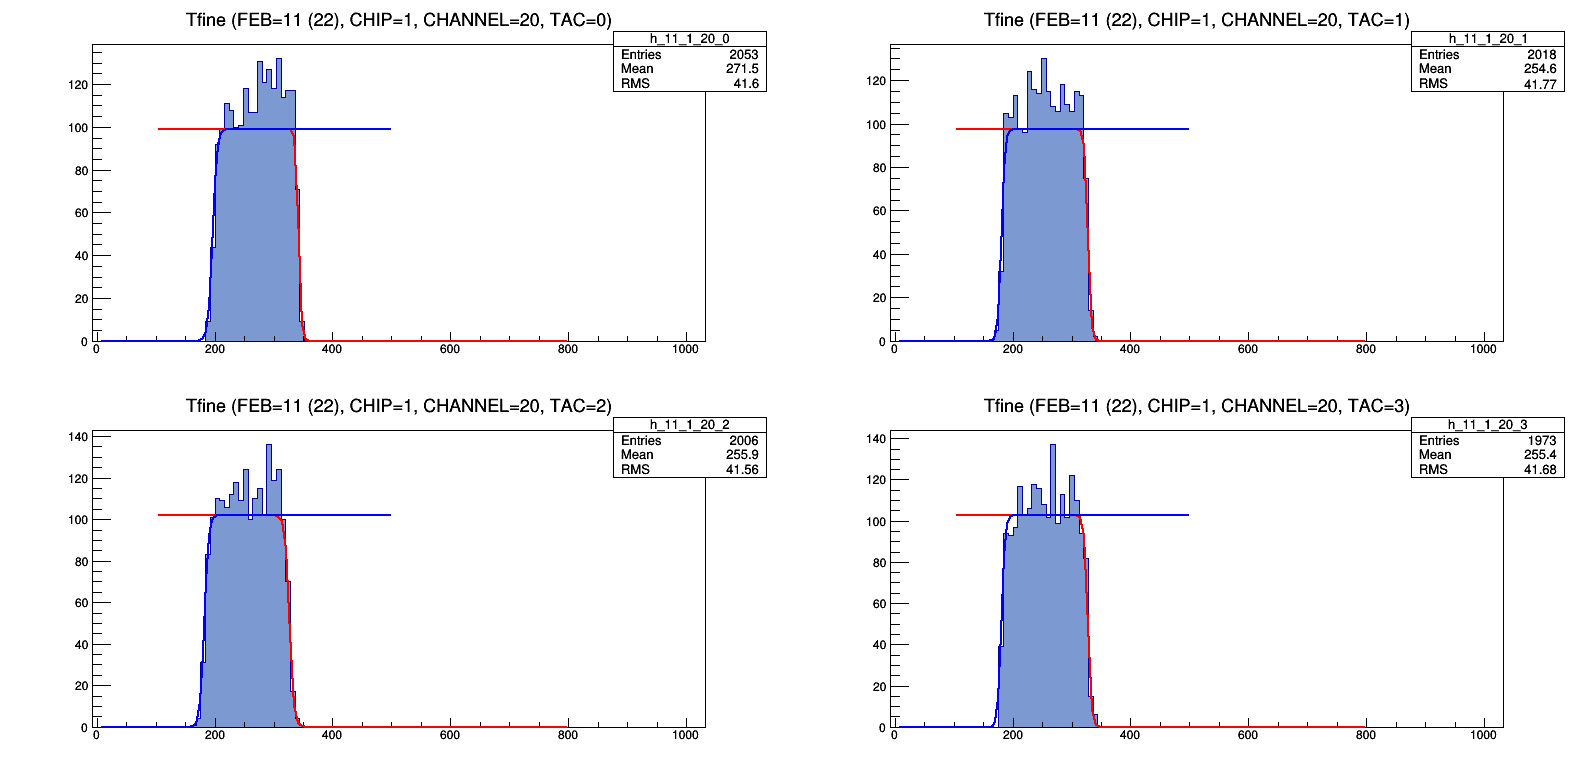 Tfine (FEB=11 (22), CHIP=1, CHANNEL=20, TAC=0)
h_11_1_20_0
Entries 2053
Mean 271.5
RMS 41.6
120
100
80
60
40
20
0
0 200 400 600 800 1000
Tfine (FEB=11 (22), CHIP=1, CHANNEL=20, TAC=1)
h_11_1_20_1
Entries 2018
Mean 254.6
RMS 41.77
120
100
80
60
40
20
0
0 200 400 600 800 1000
Tfine (FEB=11 (22), CHIP=1, CHANNEL=20, TAC=2)
h_11_1_20_2
Entries 2006
Mean 255.9
RMS 41.56
140
120
100
80
60
40
20
0
0 200 400 600 800 1000
Tfine (FEB=11 (22), CHIP=1, CHANNEL=20, TAC=3)
h_11_1_20_3
Entries 1973
Mean 255.4
RMS 41.68
140
120
100
80
60
40
20
0
0 200 400 600 800 1000